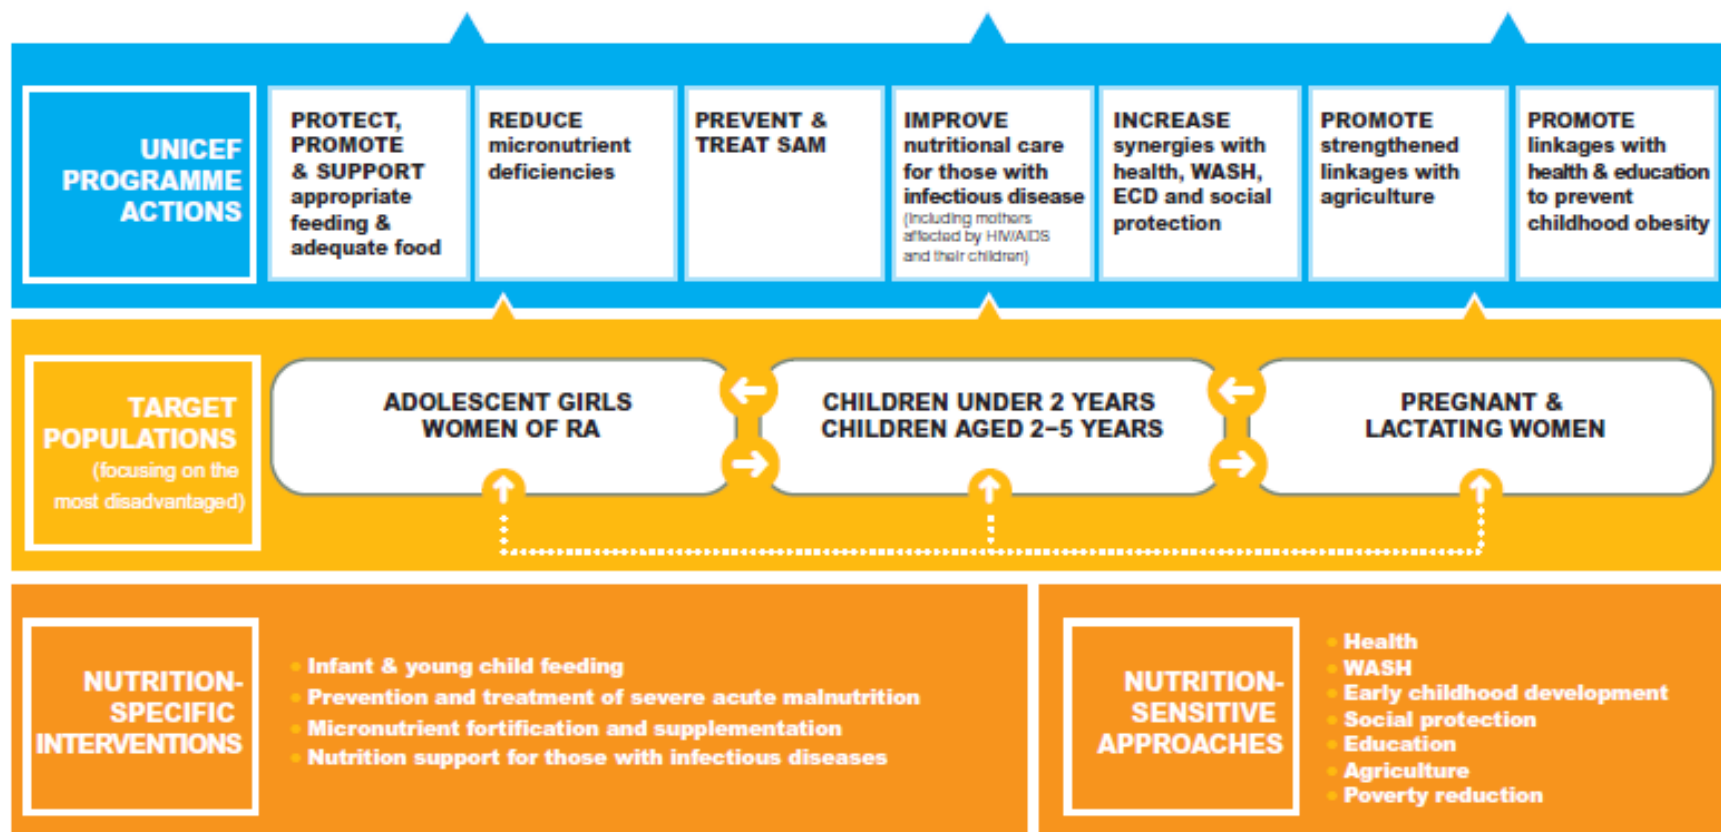 UNICEF
PROGRAMME
ACTIONS
PROTECT,
PROMOTE
& SUPPORT
appropriate
feeding &
adequate food
REDUCE
micronutrient
deficiencies
PREVENT &
TREAT SAM
IMPROVE
nutritional care
for those with
infectious disease
(including mothers
affected by HIV/AIDS
and their children)
INCREASE
synergies with
health, WASH,
ECD and social
protection
PROMOTE
strengthened
linkages with
agriculture
PROMOTE
linkages with
health & education
to prevent
childhood obesity
TARGET
POPULATIONS
(focusing on the
most disadvantaged)
ADOLESCENT GIRLS
WOMEN OF RA
CHILDREN UNDER 2 YEARS
CHILDREN AGED 2–5 YEARS
PREGNANT &
LACTATING WOMEN
NUTRITION-
SPECIFIC
INTERVENTIONS
• Infant & young child feeding
• Prevention and treatment of severe acute malnutrition
• Micronutrient fortification and supplementation
• Nutrition support for those with infectious diseases
NUTRITION-
SENSITIVE
APPROACHES
• Health
• WASH
• Early childhood development
• Social protection
• Education
• Agriculture
• Poverty reduction